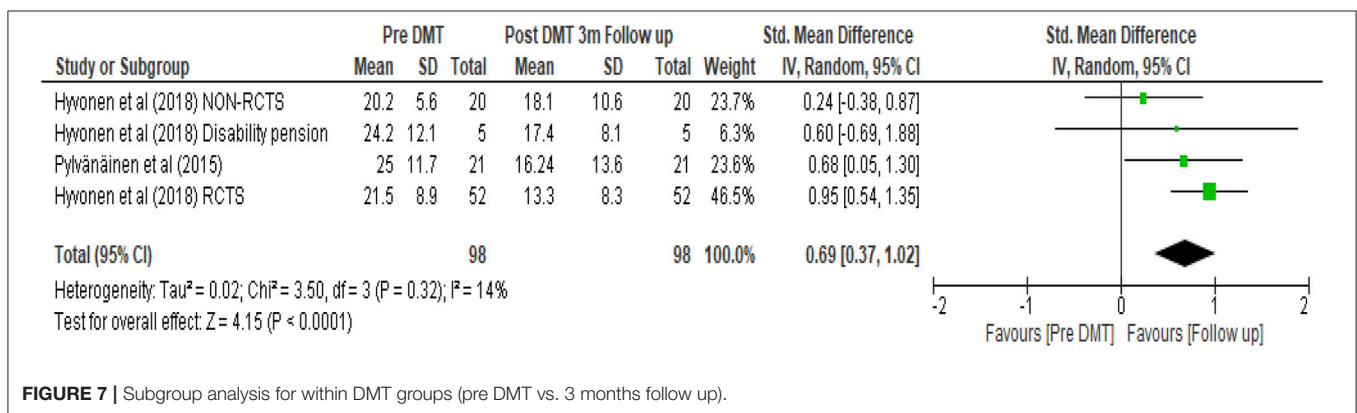 Pre DMT Post DMT 3m Follow up Std. Mean Difference Std. Mean Difference
Study or Subgroup Mean SD Total Mean SD Total Weight IV, Random, 95% CI IV, Random, 95% CI
Hyvonen et al (2018) NON-RCTS 20.2 5.6 20 18.1 10.6 20 23.7% 0.24 [-0.38, 0.87]
Hyvonen et al (2018) Disability pension 24.2 12.1 5 17.4 8.1 5 6.3% 0.60 [-0.69, 1.88]
Pylvänäinen et al (2015) 25 11.7 21 16.24 13.6 21 23.6% 0.68 [0.05, 1.30]
Hyvonen et al (2018) RCTS 21.5 8.9 52 13.3 8.3 52 46.5% 0.95 [0.54, 1.35]
Total (95% CI) 98 98 100.0% 0.69 [0.37, 1.02]
Heterogeneity: Tau² = 0.02; Chi² = 3.50, df = 3 (P = 0.32); I² = 14%
Test for overall effect: Z = 4.15 (P < 0.0001)
-2 -1 0 1 2
Favours [Pre DMT] Favours [Follow up]
FIGURE 7 | Subgroup analysis for within DMT groups (pre DMT vs. 3 months follow up).